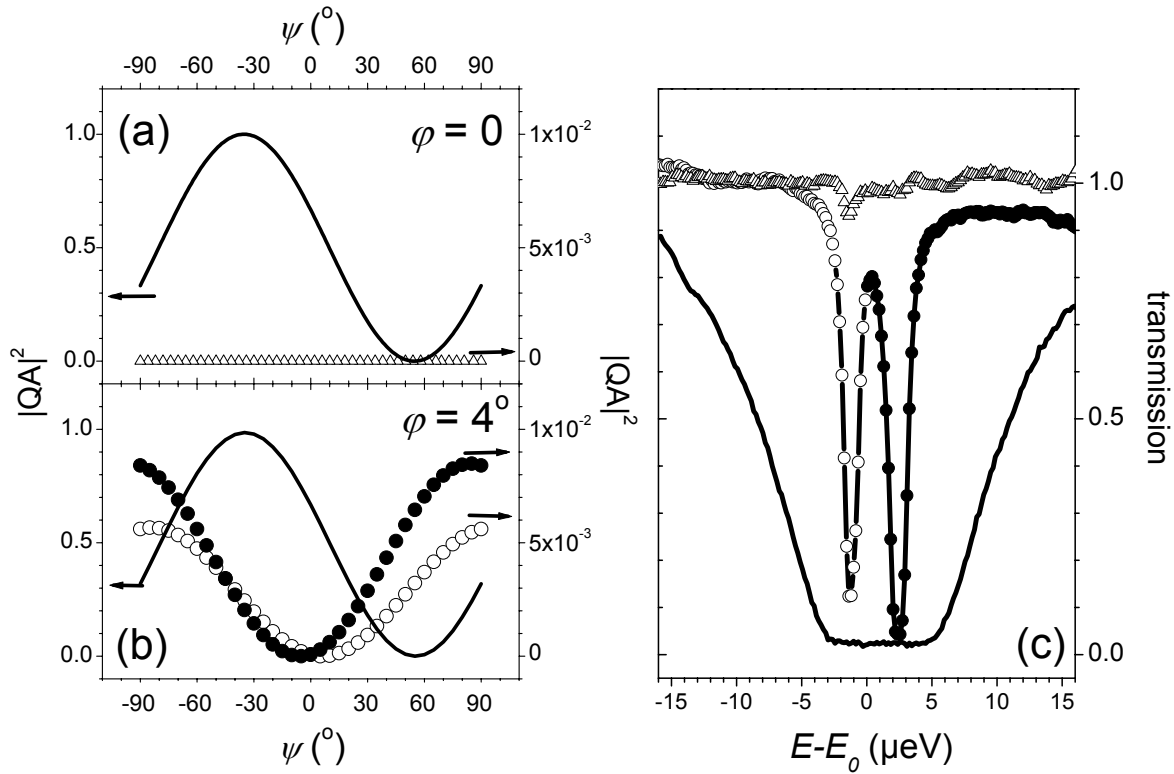 ψ (°)
-90 -60 -30 0 30 60 90
(a)
φ = 0
1.0
0.5
0.0
1x10⁻²
5x10⁻³
0
|QA|²
|QA|²
(b)
φ = 4°
1.0
0.5
0.0
1x10⁻²
5x10⁻³
0
-90 -60 -30 0 30 60 90
ψ (°)
(c)
1.0
0.5
0.0
transmission
-15 -10 -5 0 5 10 15
E-E₀ (µeV)